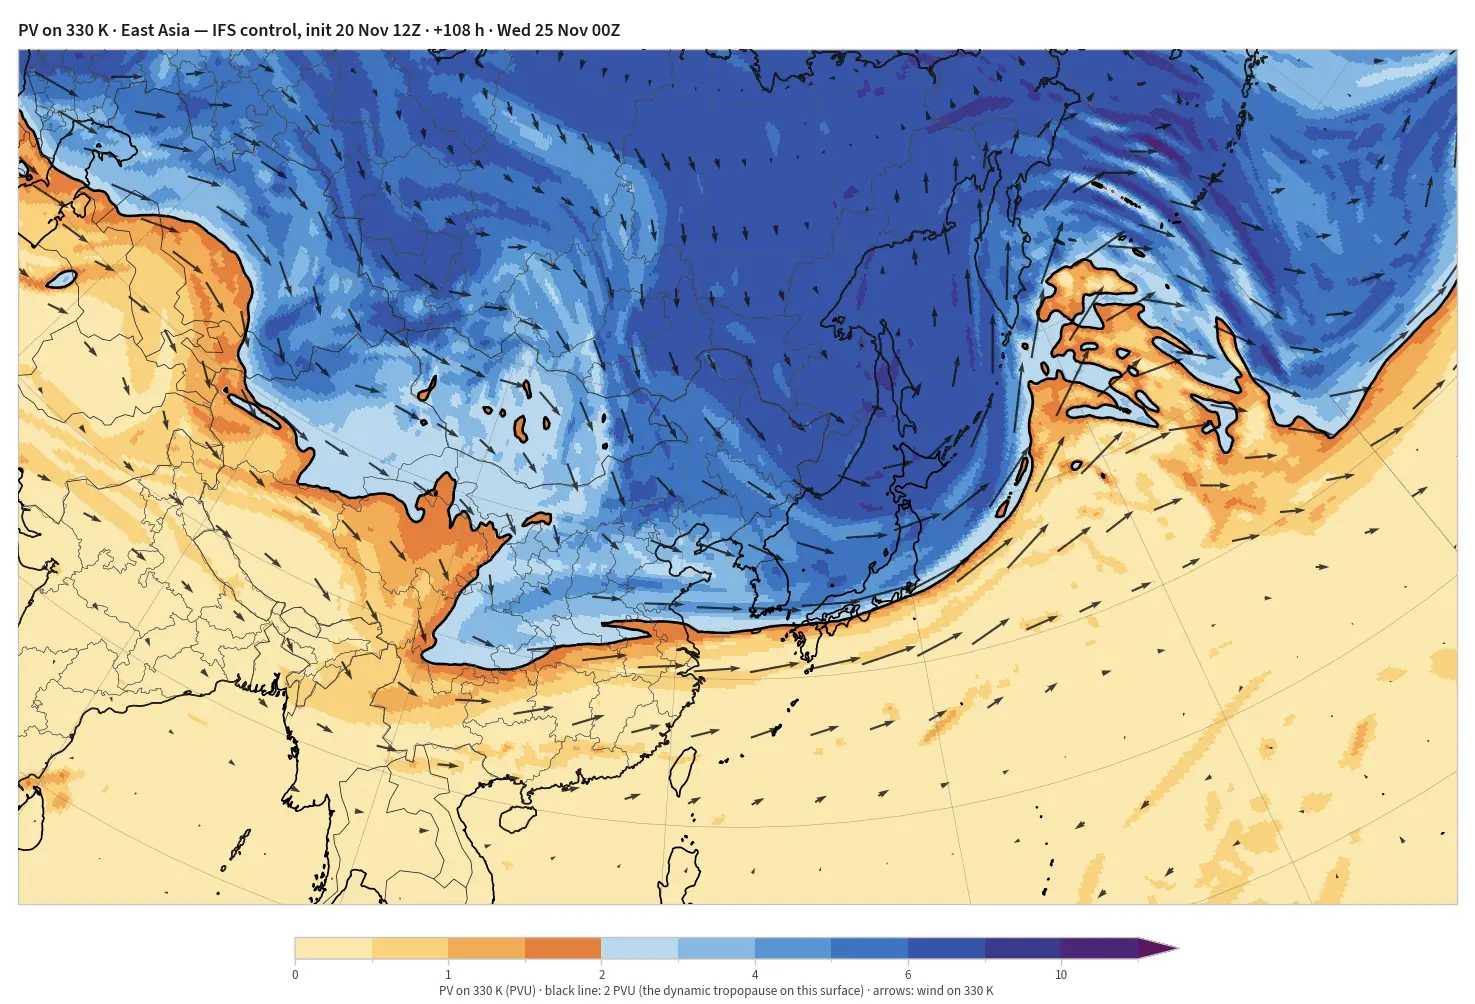 PV on 330 K · East Asia — IFS control, init 20 Nov 12Z · +108 h · Wed 25 Nov 00Z
0 1 2 4 6 10
PV on 330 K (PVU) · black line: 2 PVU (the dynamic tropopause on this surface) · arrows: wind on 330 K